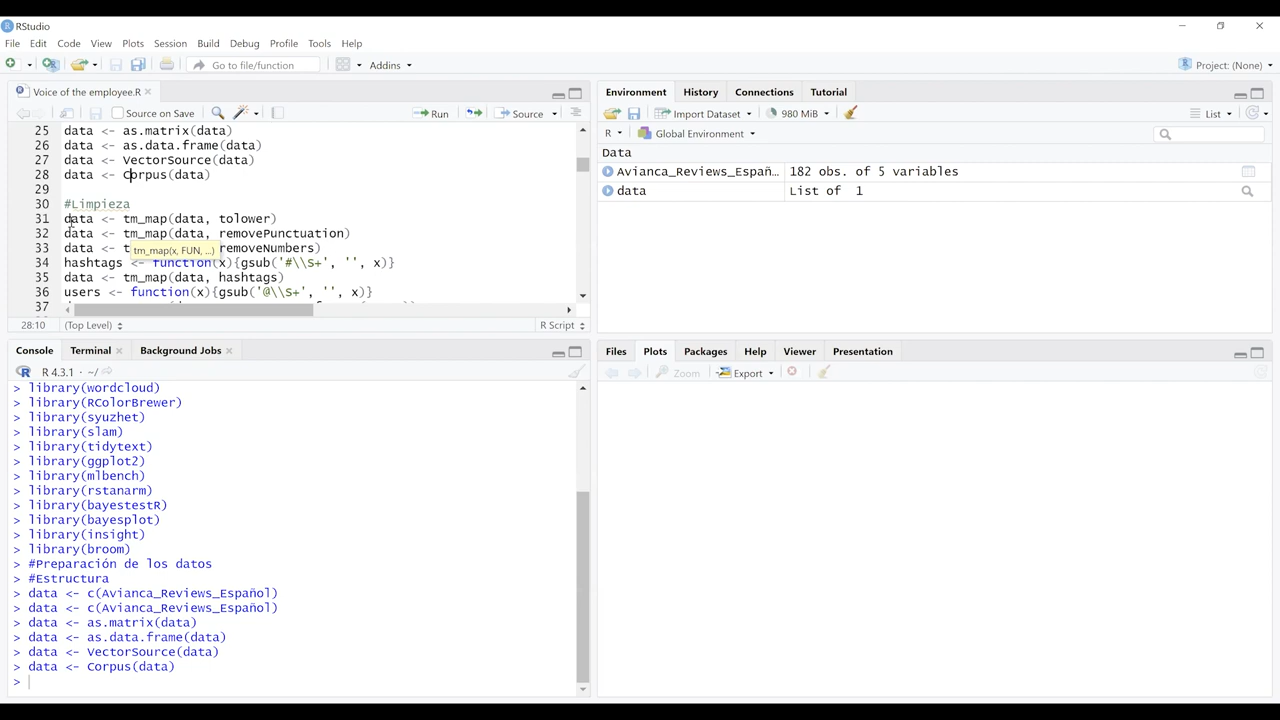 RStudio
File Edit Code View Plots Session Build Debug Profile Tools Help
Go to file/function Addins Project: (None)
Voice of the employee.R
Source on Save Run Source
25 data <- as.matrix(data)
26 data <- as.data.frame(data)
27 data <- VectorSource(data)
28 data <- Corpus(data)
29
30 #Limpieza
31 data <- tm_map(data, tolower)
32 data <- tm_map(data, removePunctuation)
33 data <- t removeNumbers)
tm_map(x, FUN, ...)
34 hashtags <- function(x){gsub('#\\S+', '', x)}
35 data <- tm_map(data, hashtags)
36 users <- function(x){gsub('@\\S+', '', x)}
37
28:10 (Top Level) R Script
Console Terminal Background Jobs
R 4.3.1 · ~/
> library(wordcloud)
> library(RColorBrewer)
> library(syuzhet)
> library(slam)
> library(tidytext)
> library(ggplot2)
> library(mlbench)
> library(rstanarm)
> library(bayestestR)
> library(bayesplot)
> library(insight)
> library(broom)
> #Preparación de los datos
> #Estructura
> data <- c(Avianca_Reviews_Español)
> data <- c(Avianca_Reviews_Español)
> data <- as.matrix(data)
> data <- as.data.frame(data)
> data <- VectorSource(data)
> data <- Corpus(data)
>
Environment History Connections Tutorial
Import Dataset 980 MiB List
R Global Environment
Data
Avianca_Reviews_Españ… 182 obs. of 5 variables
data List of 1
Files Plots Packages Help Viewer Presentation
Zoom Export